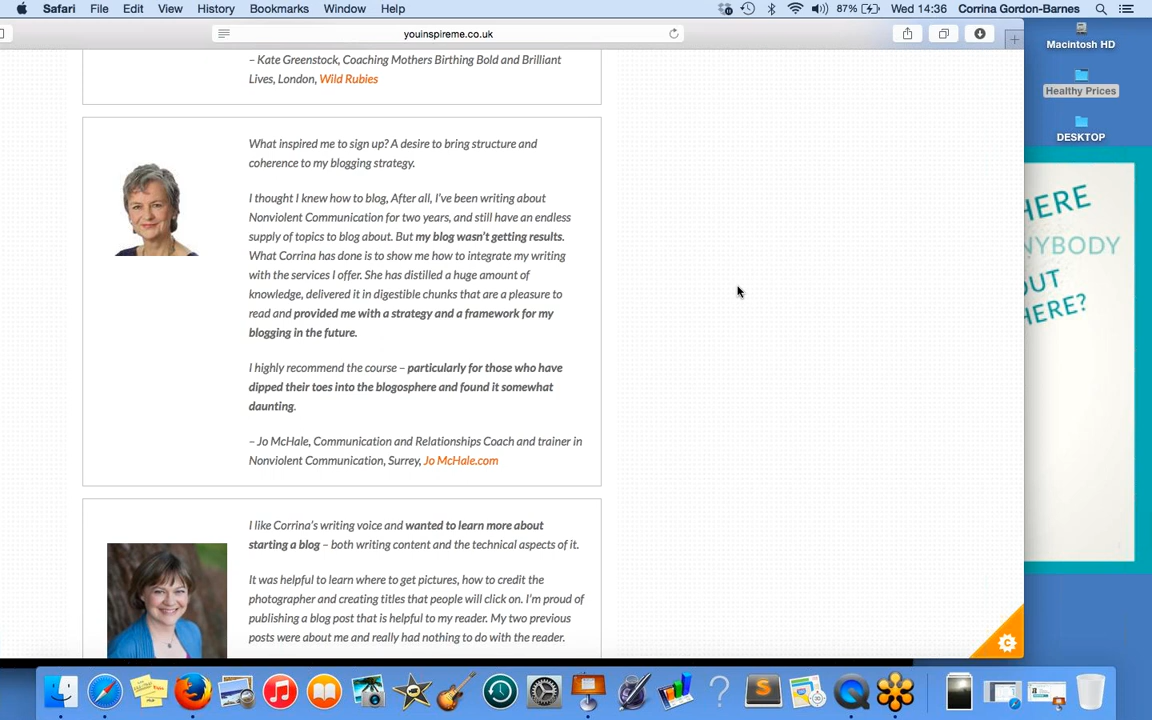 Safari File Edit View History Bookmarks Window Help 87% Wed 14:36 Corrina Gordon-Barnes
youinspireme.co.uk
Macintosh HD
Healthy Prices
DESKTOP
– Kate Greenstock, Coaching Mothers Birthing Bold and Brilliant
Lives, London, Wild Rubies
What inspired me to sign up? A desire to bring structure and
coherence to my blogging strategy.
I thought I knew how to blog, After all, I've been writing about
Nonviolent Communication for two years, and still have an endless
supply of topics to blog about. But my blog wasn't getting results.
What Corrina has done is to show me how to integrate my writing
with the services I offer. She has distilled a huge amount of
knowledge, delivered it in digestible chunks that are a pleasure to
read and provided me with a strategy and a framework for my
blogging in the future.
I highly recommend the course – particularly for those who have
dipped their toes into the blogosphere and found it somewhat
daunting.
– Jo McHale, Communication and Relationships Coach and trainer in
Nonviolent Communication, Surrey, Jo McHale.com
I like Corrina's writing voice and wanted to learn more about
starting a blog – both writing content and the technical aspects of it.
It was helpful to learn where to get pictures, how to credit the
photographer and creating titles that people will click on. I'm proud of
publishing a blog post that is helpful to my reader. My two previous
posts were about me and really had nothing to do with the reader.
HERE
NYBODY
OUT
HERE?